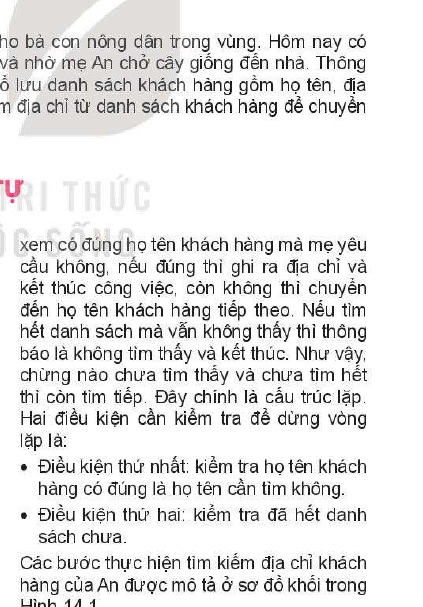 ho bà con nông dân trong vùng. Hôm nay có
và nhờ mẹ An chở cây giống đến nhà. Thông
ổ lưu danh sách khách hàng gồm họ tên, địa
m địa chỉ từ danh sách khách hàng để chuyển
TỰ
TRI THỨC
ỘC SỐNG
xem có đúng họ tên khách hàng mà mẹ yêu
cầu không, nếu đúng thì ghi ra địa chỉ và
kết thúc công việc, còn không thì chuyển
đến họ tên khách hàng tiếp theo. Nếu tìm
hết danh sách mà vẫn không thấy thì thông
báo là không tìm thấy và kết thúc. Như vậy,
chừng nào chưa tìm thấy và chưa tìm hết
thì còn tìm tiếp. Đây chính là cấu trúc lặp.
Hai điều kiện cần kiểm tra để dừng vòng
lặp là:
• Điều kiện thứ nhất: kiểm tra họ tên khách
hàng có đúng là họ tên cần tìm không.
• Điều kiện thứ hai: kiểm tra đã hết danh
sách chưa.
Các bước thực hiện tìm kiếm địa chỉ khách
hàng của An được mô tả ở sơ đồ khối trong
Hình 14.1